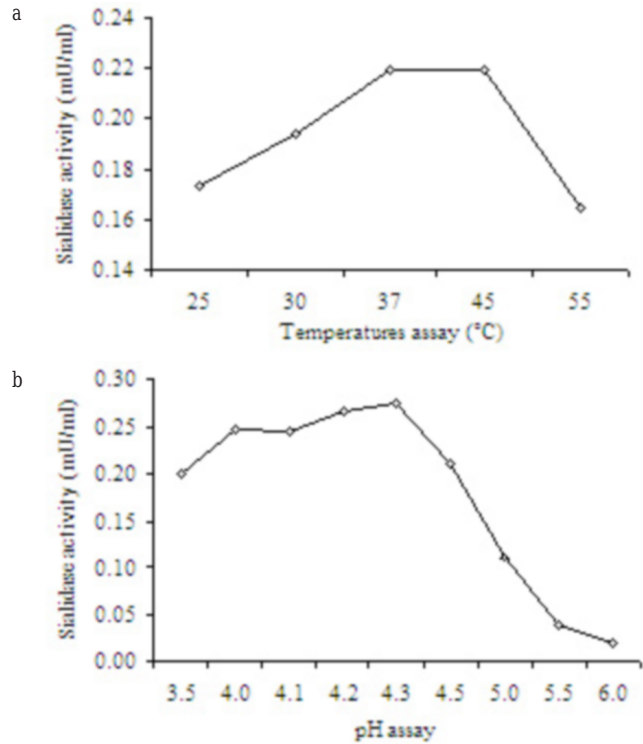 a
Sialidase activity (mU/ml)
0.24
0.22
0.20
0.18
0.16
0.14
25 30 37 45 55
Temperatures assay (°C)
b
Sialidase activity (mU/ml)
0.30
0.25
0.20
0.15
0.10
0.05
0.00
3.5 4.0 4.1 4.2 4.3 4.5 5.0 5.5 6.0
pH assay